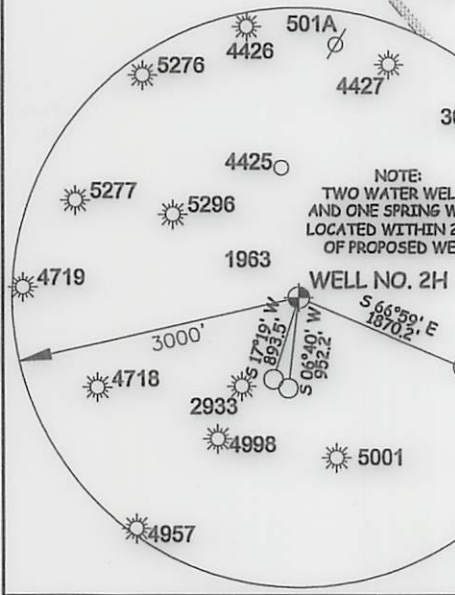 501A
4426
5276
4427
30
4425
NOTE:
TWO WATER WEL
AND ONE SPRING W
LOCATED WITHIN 2
OF PROPOSED WE
5277
5296
1963
4719
WELL NO. 2H
S 66°59' E
1870.2'
3000'
S 17°19' W
893.5'
S 06°40' W
952.2'
4718
2933
4998
5001
4957